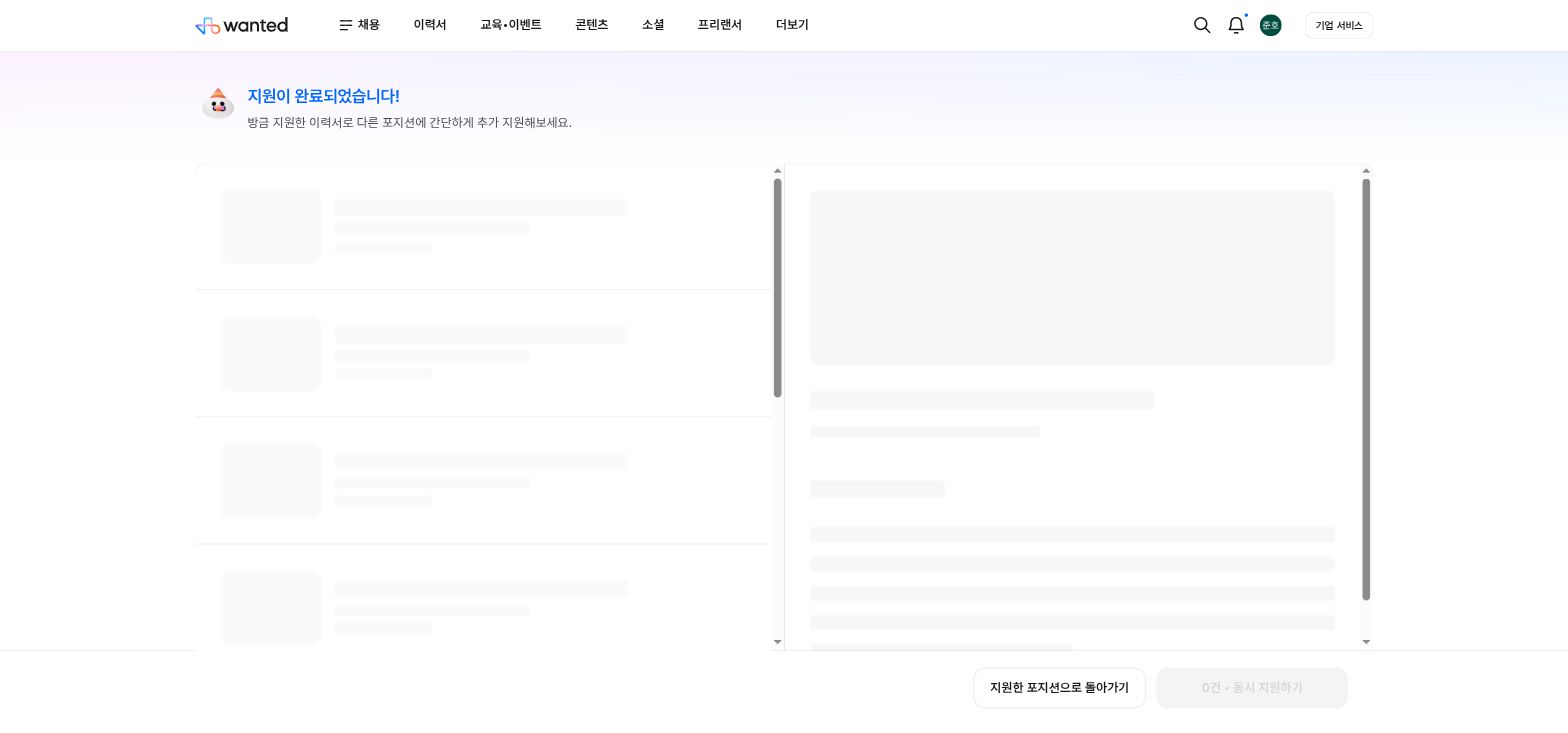 wanted
채용
이력서
교육•이벤트
콘텐츠
소셜
프리랜서
더보기
준호
기업 서비스
지원이 완료되었습니다!
방금 지원한 이력서로 다른 포지션에 간단하게 추가 지원해보세요.
지원한 포지션으로 돌아가기
0건 • 동시 지원하기